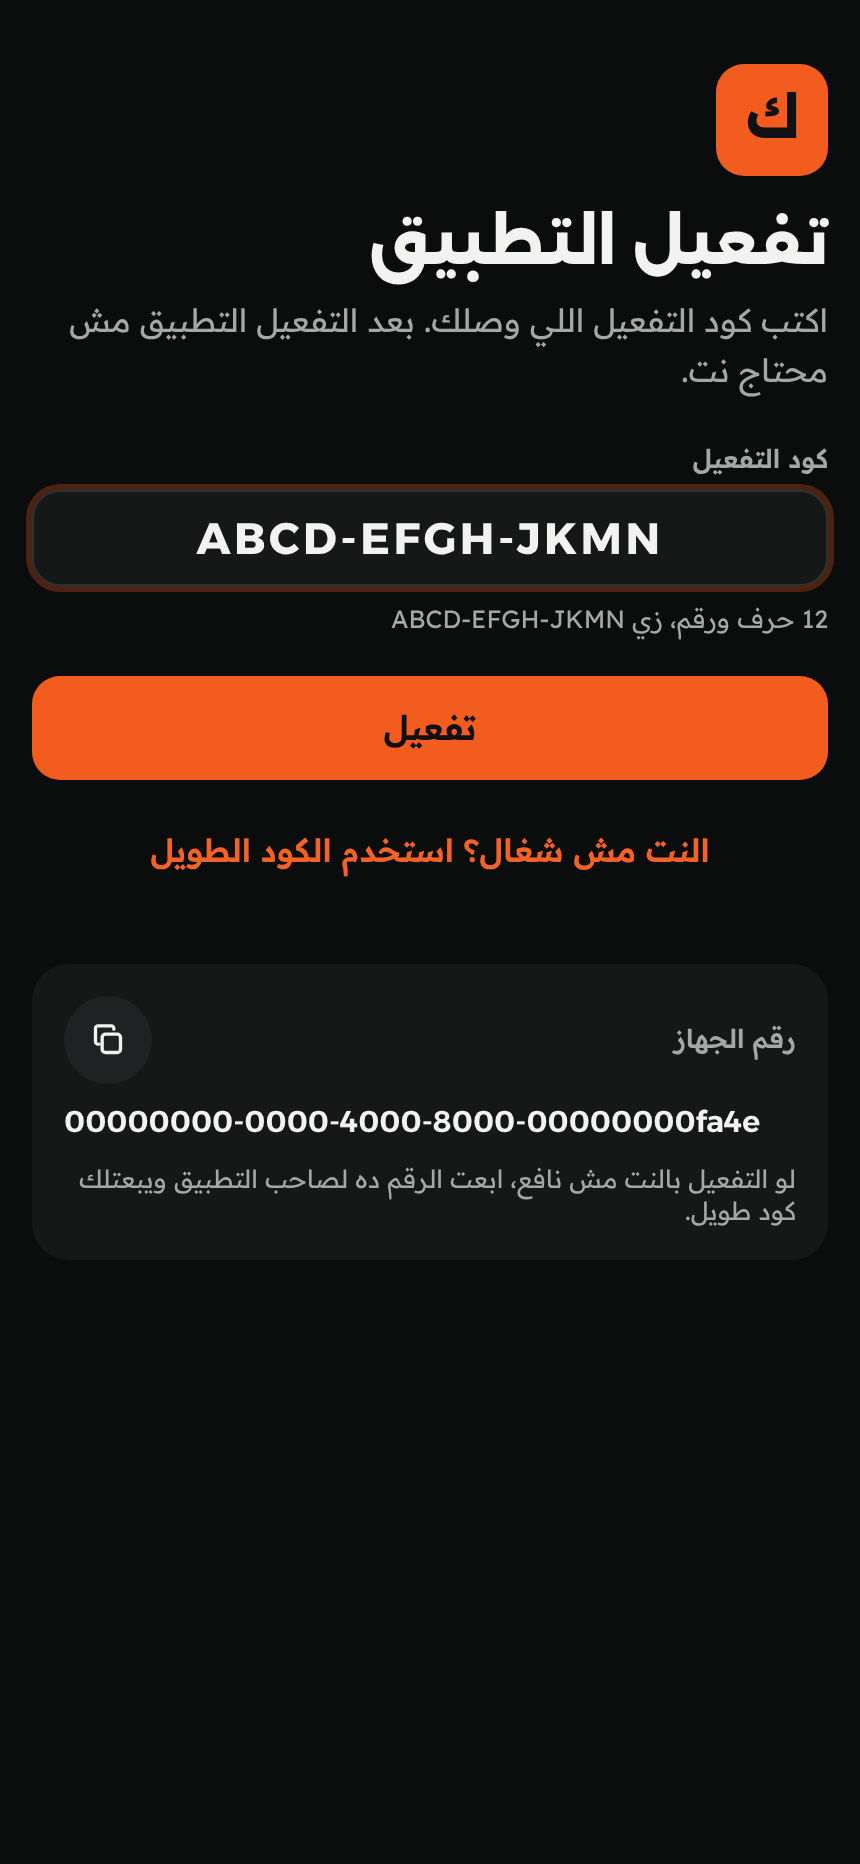 ك
تفعيل التطبيق
اكتب كود التفعيل اللي وصلك. بعد التفعيل التطبيق مش
محتاج نت.
كود التفعيل
ABCD-EFGH-JKMN
12 حرف ورقم، زي ABCD-EFGH-JKMN
تفعيل
النت مش شغال؟ استخدم الكود الطويل
رقم الجهاز
00000000-0000-4000-8000-00000000fa4e
لو التفعيل بالنت مش نافع، ابعت الرقم ده لصاحب التطبيق ويبعتلك
كود طويل.